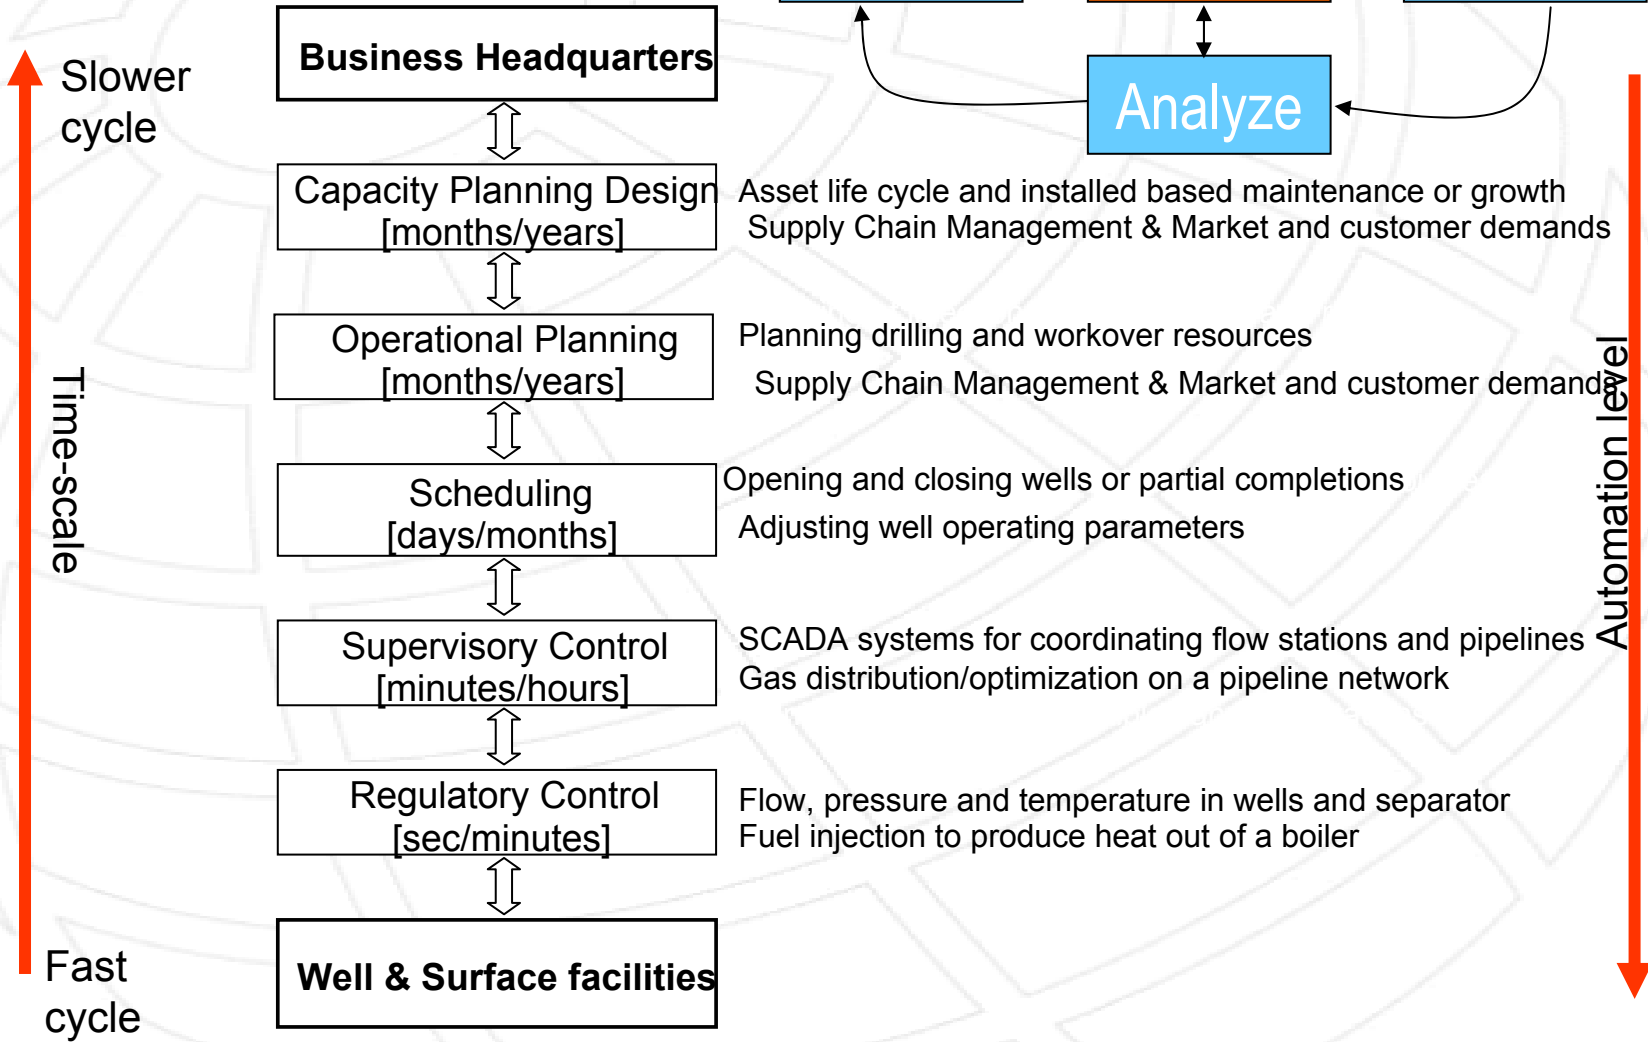 Business Headquarters
Slower
cycle
Analyze
Capacity Planning Design
[months/years]
Asset life cycle and installed based maintenance or growth
Supply Chain Management & Market and customer demands
Operational Planning
[months/years]
Planning drilling and workover resources
Supply Chain Management & Market and customer demands
Time-scale
Automation level
Scheduling
[days/months]
Opening and closing wells or partial completions
Adjusting well operating parameters
Supervisory Control
[minutes/hours]
SCADA systems for coordinating flow stations and pipelines
Gas distribution/optimization on a pipeline network
Regulatory Control
[sec/minutes]
Flow, pressure and temperature in wells and separator
Fuel injection to produce heat out of a boiler
Well & Surface facilities
Fast
cycle